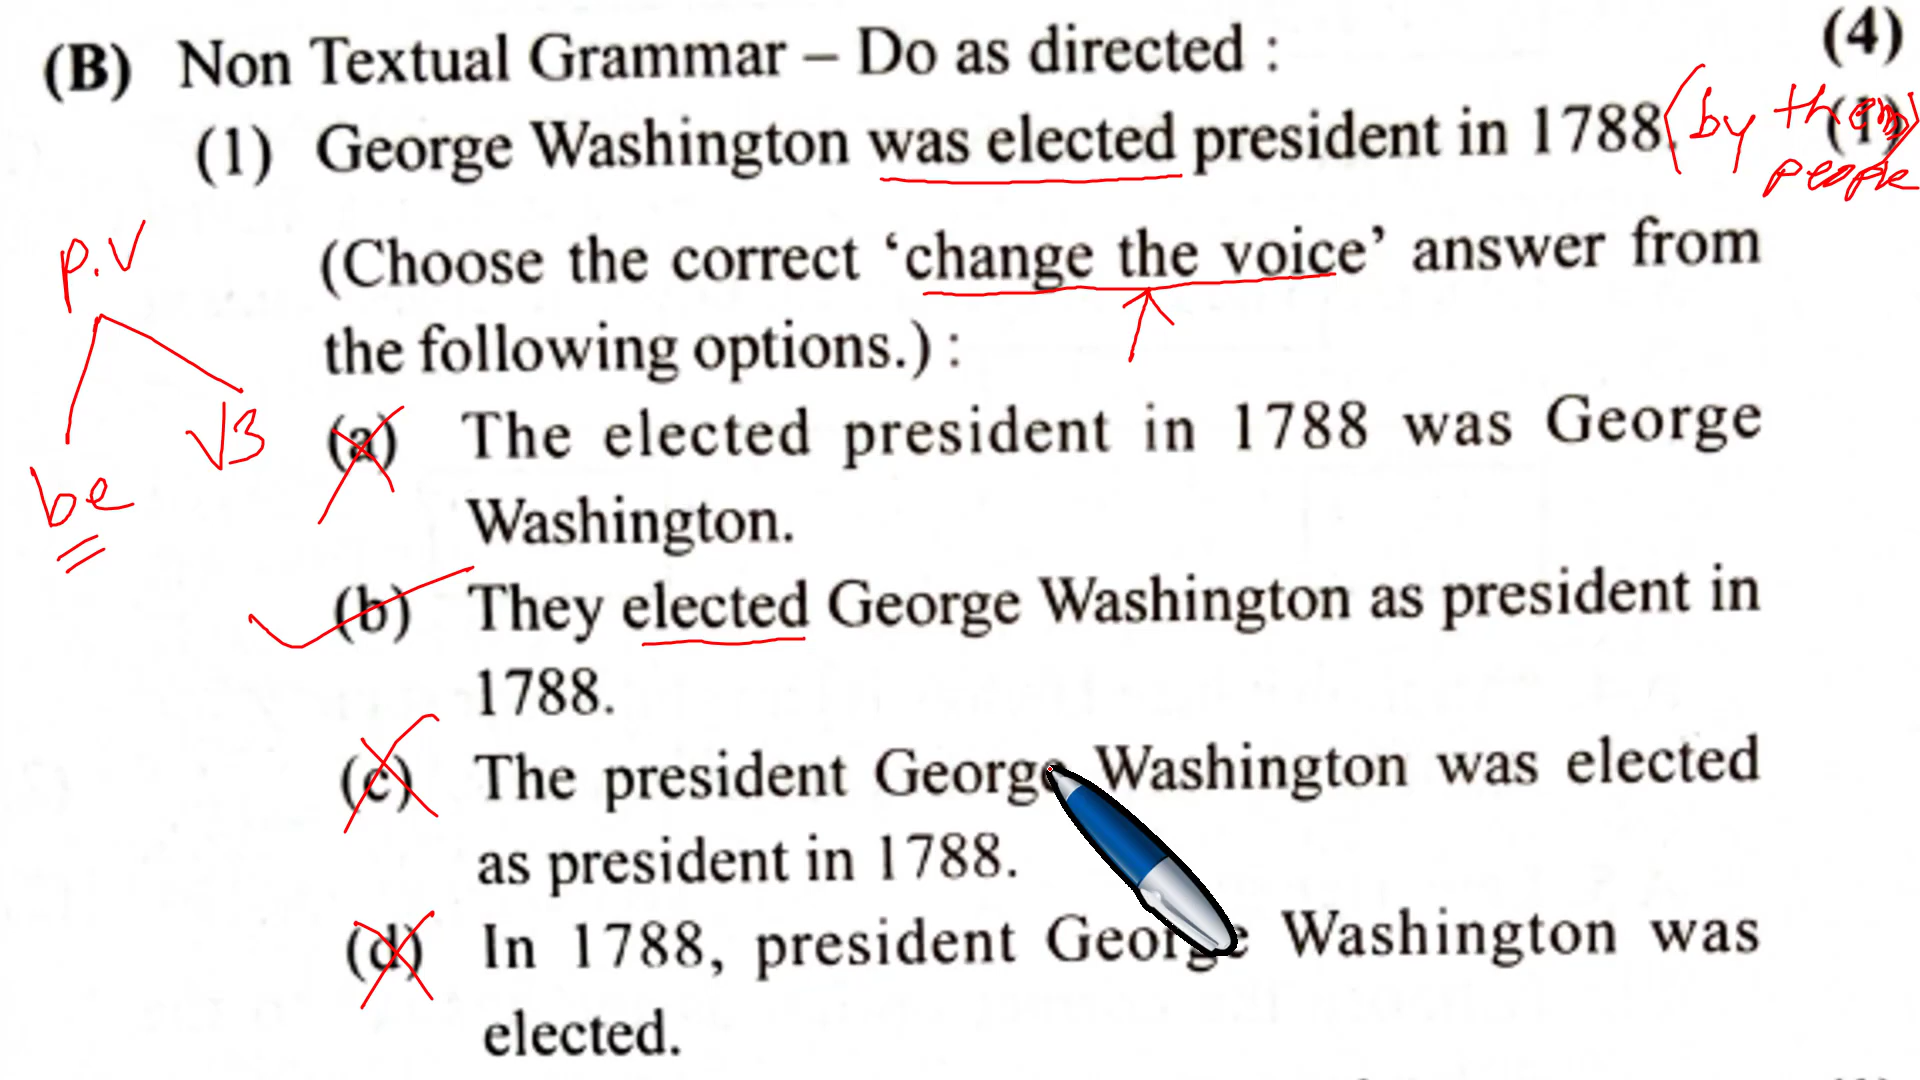 (B) Non Textual Grammar – Do as directed : (4)
(1) George Washington was elected president in 1788. (by them) (1)
people
(Choose the correct ‘change the voice’ answer from
the following options.) :
p.v
be
V3
(a) The elected president in 1788 was George
Washington.
(b) They elected George Washington as president in
1788.
(c) The president George Washington was elected
as president in 1788.
(d) In 1788, president George Washington was
elected.